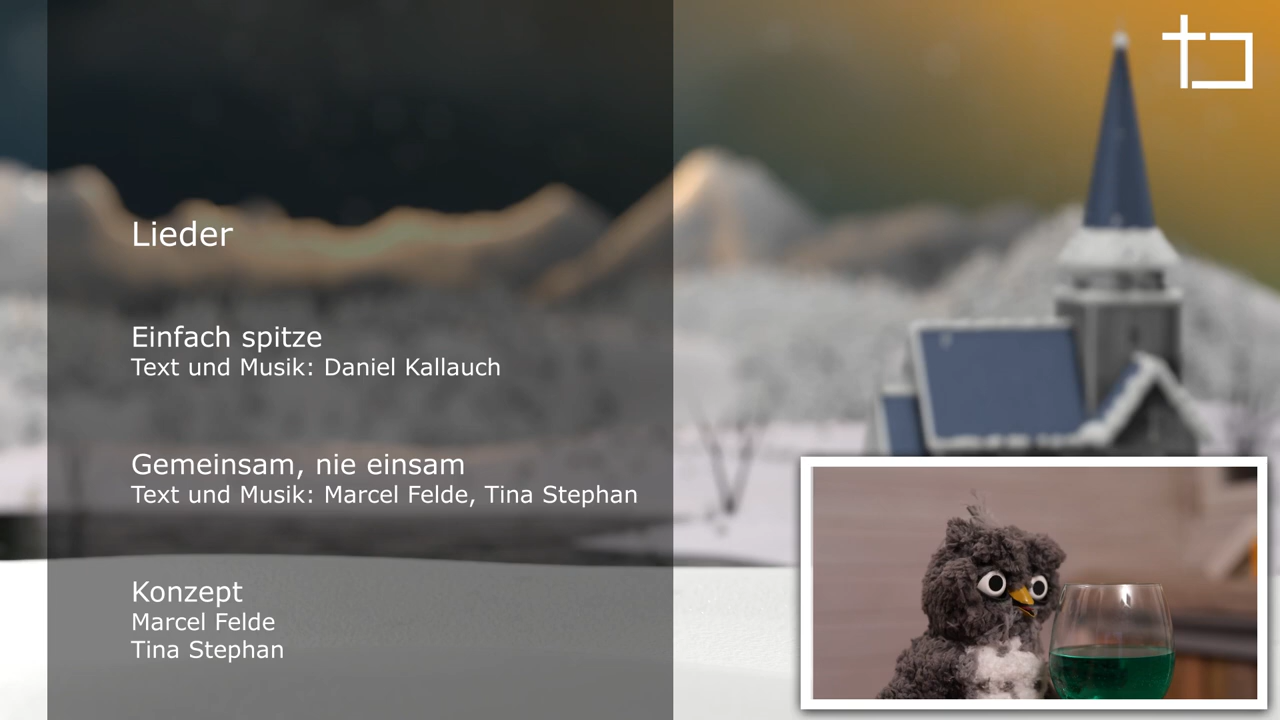 Lieder
Einfach spitze
Text und Musik: Daniel Kallauch
Gemeinsam, nie einsam
Text und Musik: Marcel Felde, Tina Stephan
Konzept
Marcel Felde
Tina Stephan